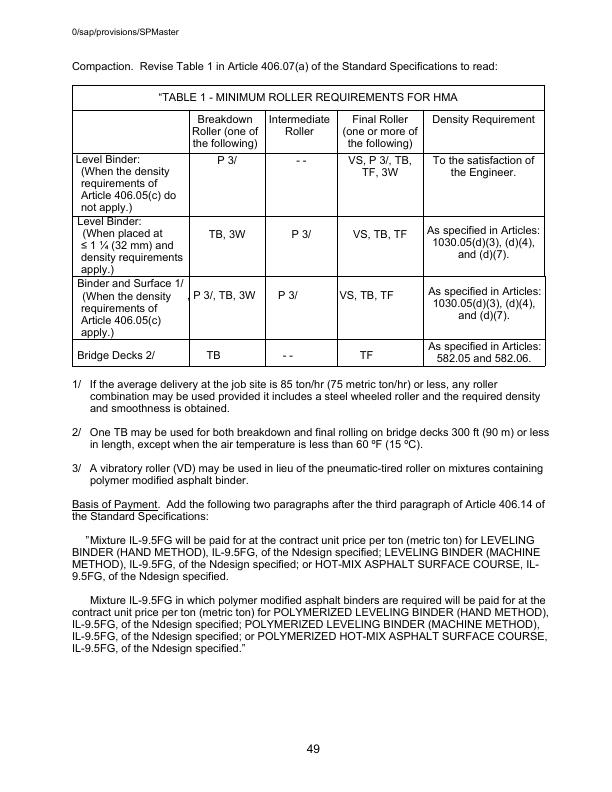 0/sap/provisions/SPMaster
Compaction.  Revise Table 1 in Article 406.07(a) of the Standard Specifications to read:
“TABLE 1 - MINIMUM ROLLER REQUIREMENTS FOR HMA
Breakdown Roller (one of the following)
Intermediate Roller
Final Roller (one or more of the following)
Density Requirement
Level Binder:
(When the density
requirements of
Article 406.05(c) do
not apply.)
P 3/
- -
VS, P 3/, TB,
TF, 3W
To the satisfaction of
the Engineer.
Level Binder:
(When placed at
≤ 1 ¼ (32 mm) and
density requirements
apply.)
TB, 3W
P 3/
VS, TB, TF
As specified in Articles:
1030.05(d)(3), (d)(4),
and (d)(7).
Binder and Surface 1/
(When the density
requirements of
Article 406.05(c)
apply.)
, P 3/, TB, 3W
P 3/
VS, TB, TF
As specified in Articles:
1030.05(d)(3), (d)(4),
and (d)(7).
Bridge Decks 2/
TB
- -
TF
As specified in Articles:
582.05 and 582.06.
1/ If the average delivery at the job site is 85 ton/hr (75 metric ton/hr) or less, any roller
combination may be used provided it includes a steel wheeled roller and the required density
and smoothness is obtained.
2/ One TB may be used for both breakdown and final rolling on bridge decks 300 ft (90 m) or less
in length, except when the air temperature is less than 60 ºF (15 ºC).
3/ A vibratory roller (VD) may be used in lieu of the pneumatic-tired roller on mixtures containing
polymer modified asphalt binder.
Basis of Payment.  Add the following two paragraphs after the third paragraph of Article 406.14 of
the Standard Specifications:
”Mixture IL-9.5FG will be paid for at the contract unit price per ton (metric ton) for LEVELING
BINDER (HAND METHOD), IL-9.5FG, of the Ndesign specified; LEVELING BINDER (MACHINE
METHOD), IL-9.5FG, of the Ndesign specified; or HOT-MIX ASPHALT SURFACE COURSE, IL-
9.5FG, of the Ndesign specified.
Mixture IL-9.5FG in which polymer modified asphalt binders are required will be paid for at the
contract unit price per ton (metric ton) for POLYMERIZED LEVELING BINDER (HAND METHOD),
IL-9.5FG, of the Ndesign specified; POLYMERIZED LEVELING BINDER (MACHINE METHOD),
IL-9.5FG, of the Ndesign specified; or POLYMERIZED HOT-MIX ASPHALT SURFACE COURSE,
IL-9.5FG, of the Ndesign specified.”
49